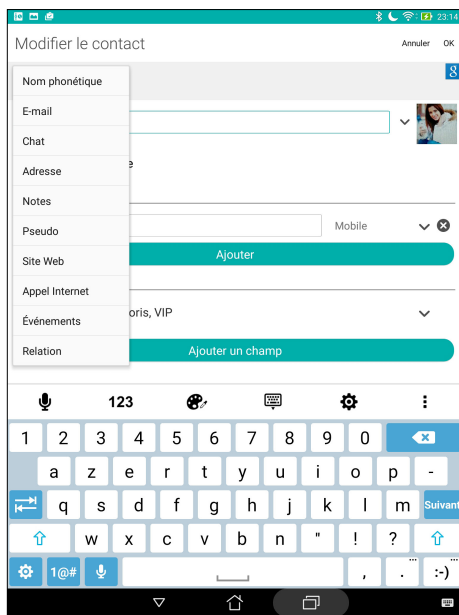 23:14
Modifier le contact
Annuler OK
8
Nom phonétique
E-mail
Chat
Adresse
Notes
Pseudo
Mobile
Site Web
Ajouter
Appel Internet
Événements
oris, VIP
Relation
Ajouter un champ
123
1 2 3 4 5 6 7 8 9 0
a z e r t y u i o p -
q s d f g h j k l m Suivant
w x c v b n " ! ?
1@# , . ... :-) ...